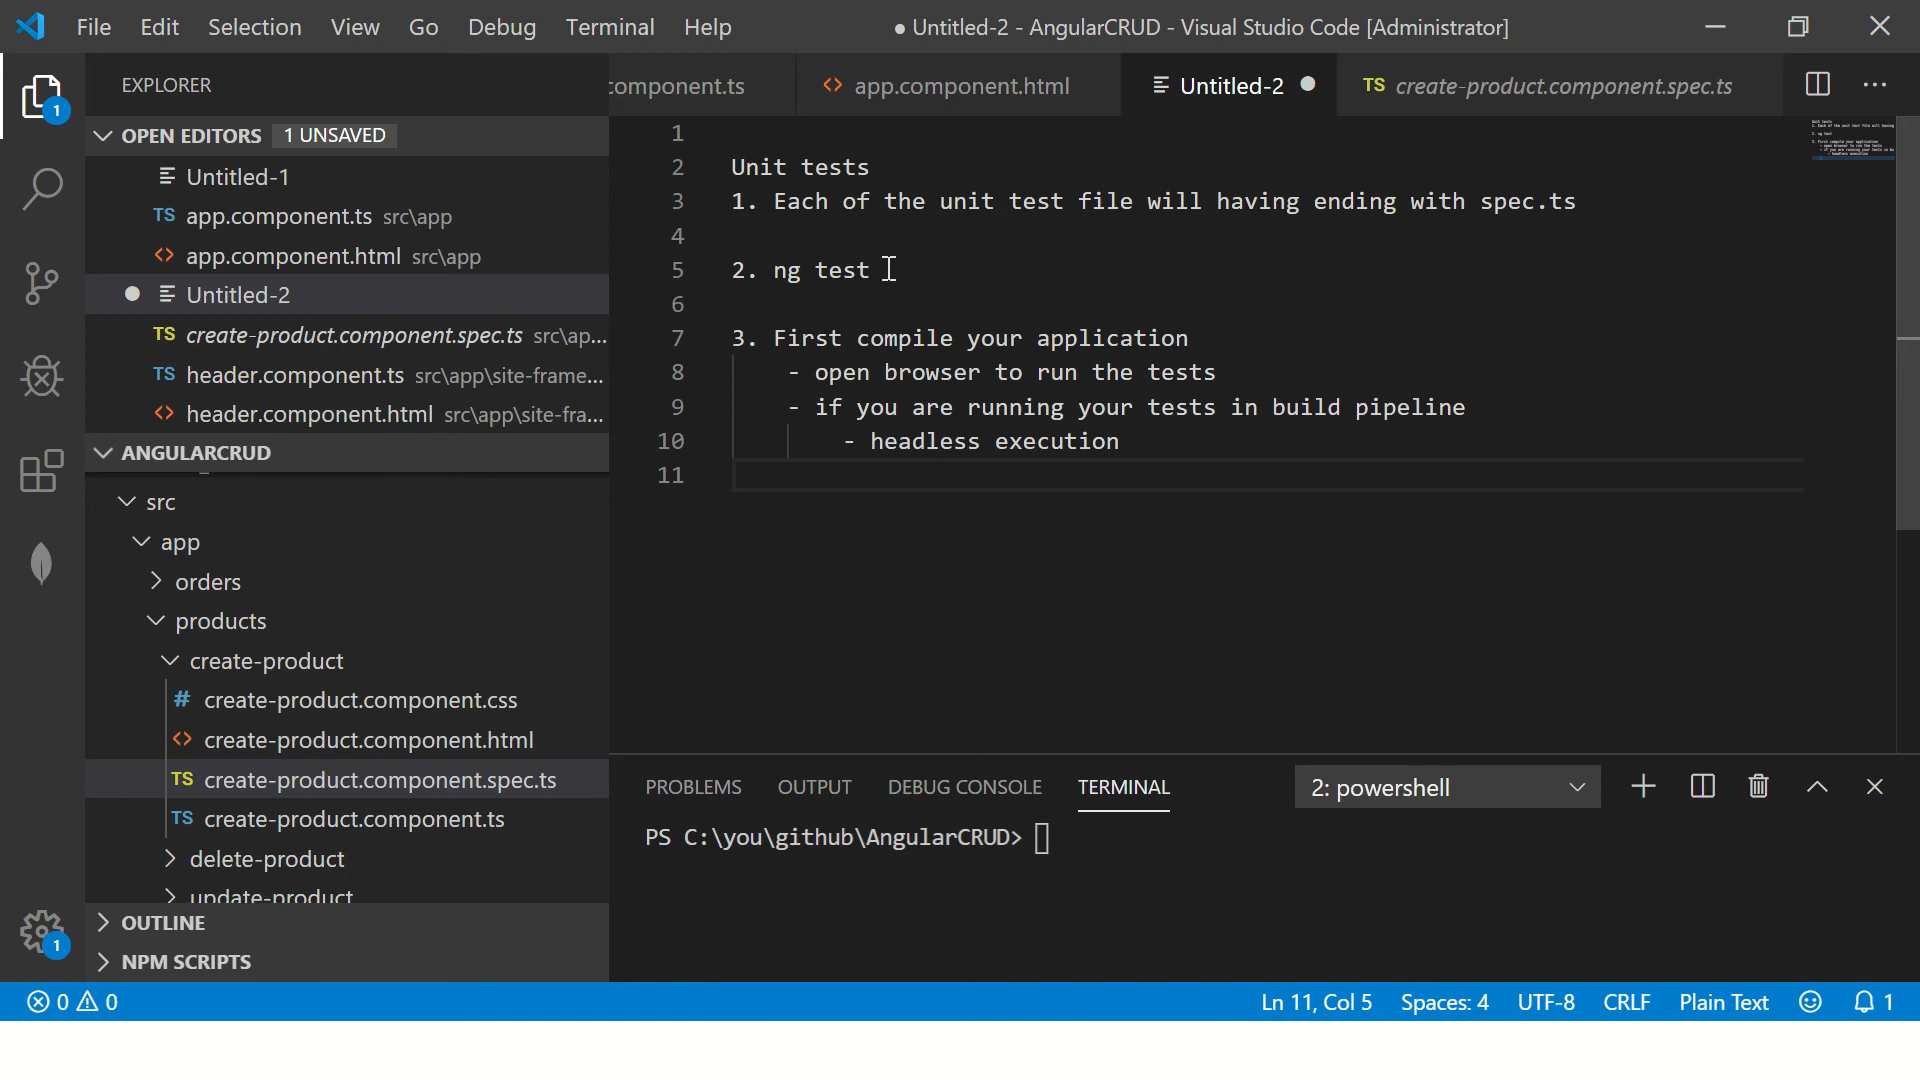 File Edit Selection View Go Debug Terminal Help ● Untitled-2 - AngularCRUD - Visual Studio Code [Administrator]
EXPLORER
component.ts
app.component.html
Untitled-2
TS create-product.component.spec.ts
1
OPEN EDITORS 1 UNSAVED
Untitled-1
TS app.component.ts src\app
app.component.html src\app
Untitled-2
TS create-product.component.spec.ts src\ap...
TS header.component.ts src\app\site-frame...
header.component.html src\app\site-fra...
ANGULARCRUD
src
app
orders
products
create-product
# create-product.component.css
create-product.component.html
TS create-product.component.spec.ts
TS create-product.component.ts
delete-product
update-product
OUTLINE
NPM SCRIPTS
1
1
2 Unit tests
3 1. Each of the unit test file will having ending with spec.ts
4
5 2. ng test
6
7 3. First compile your application
8 - open browser to run the tests
9 - if you are running your tests in build pipeline
10 - headless execution
11
PROBLEMS OUTPUT DEBUG CONSOLE TERMINAL 2: powershell
PS C:\you\github\AngularCRUD>
0 0 Ln 11, Col 5 Spaces: 4 UTF-8 CRLF Plain Text 1